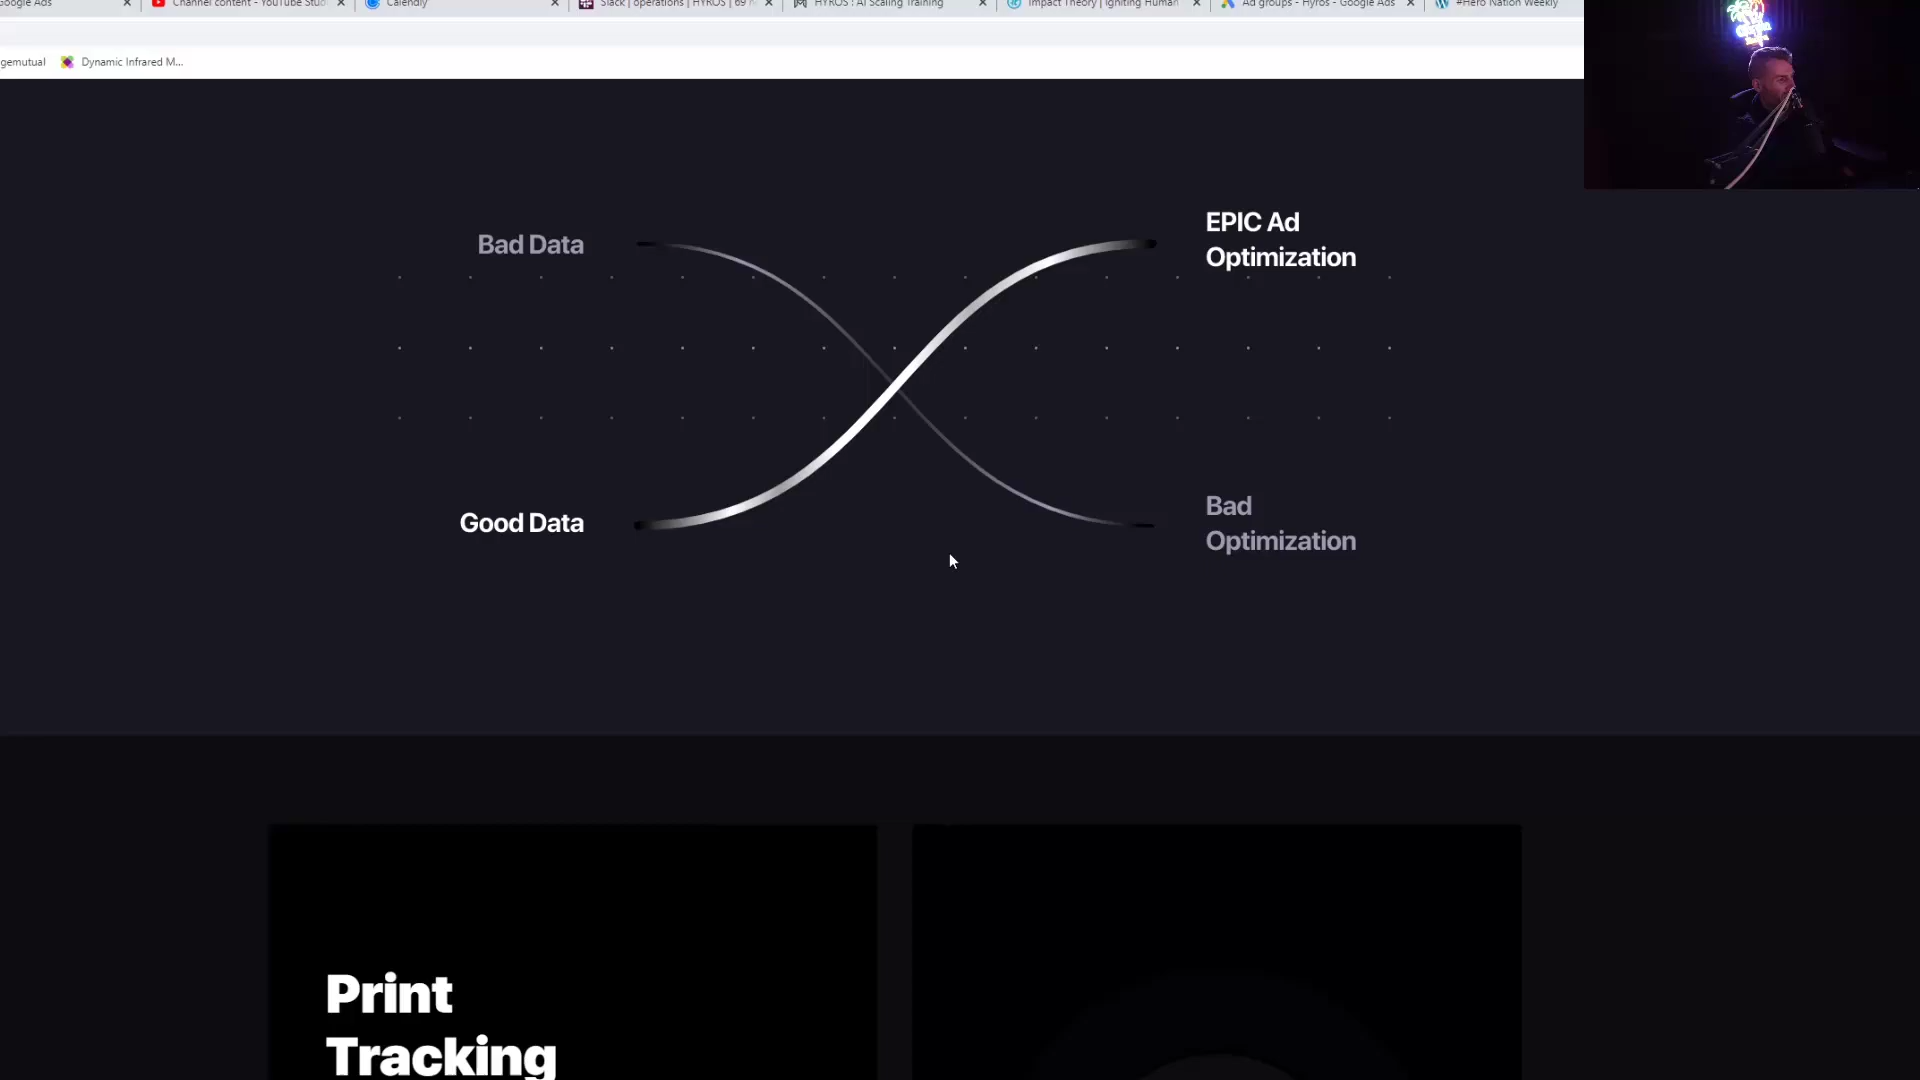 Google Ads
Channel content - YouTube Stud
Calendly
Slack | operations | HYROS | 69 n
HYROS : AI Scaling Training
Impact Theory | Igniting Human
Ad groups - Hyros - Google Ads
#Hero Nation Weekly
gemutual
Dynamic Infrared M...
Bad Data
EPIC Ad
Optimization
Good Data
Bad
Optimization
Print
Tracking